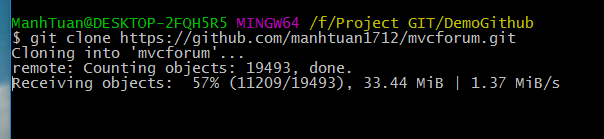 ManhTuan@DESKTOP-2FQH5R5 MINGW64 /f/Project GIT/DemoGithub
$ git clone https://github.com/manhtuan1712/mvcforum.git
Cloning into 'mvcforum'...
remote: Counting objects: 19493, done.
Receiving objects:  57% (11209/19493), 33.44 MiB | 1.37 MiB/s